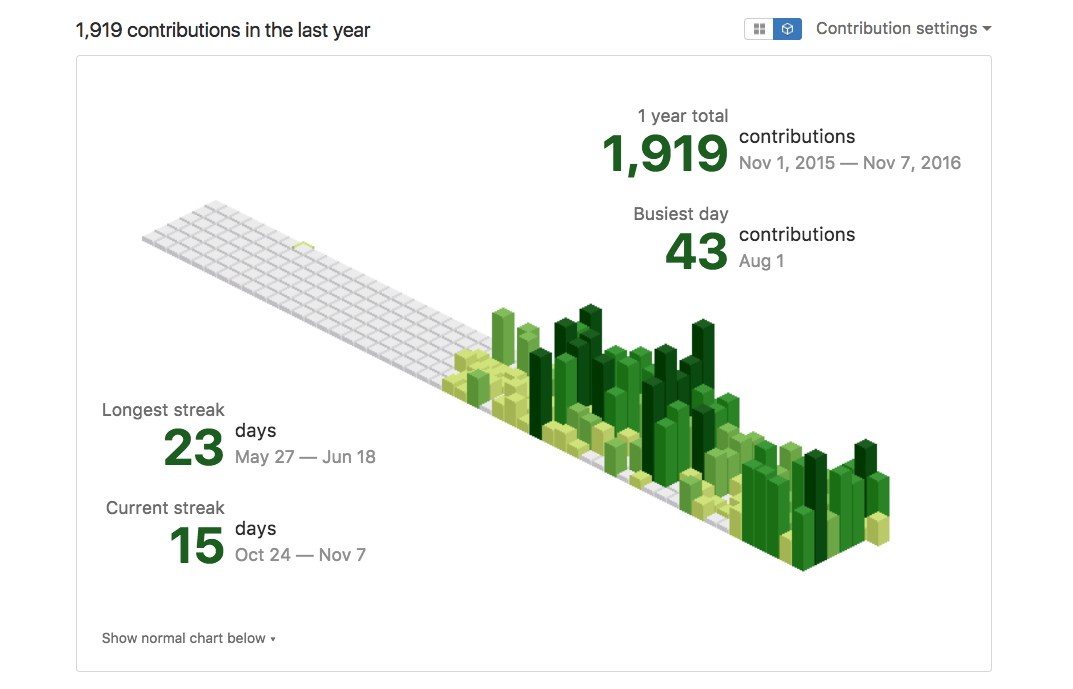 1,919 contributions in the last year
Contribution settings
1 year total
1,919 contributions
Nov 1, 2015 — Nov 7, 2016
Busiest day
43 contributions
Aug 1
Longest streak
23 days
May 27 — Jun 18
Current streak
15 days
Oct 24 — Nov 7
Show normal chart below ▾